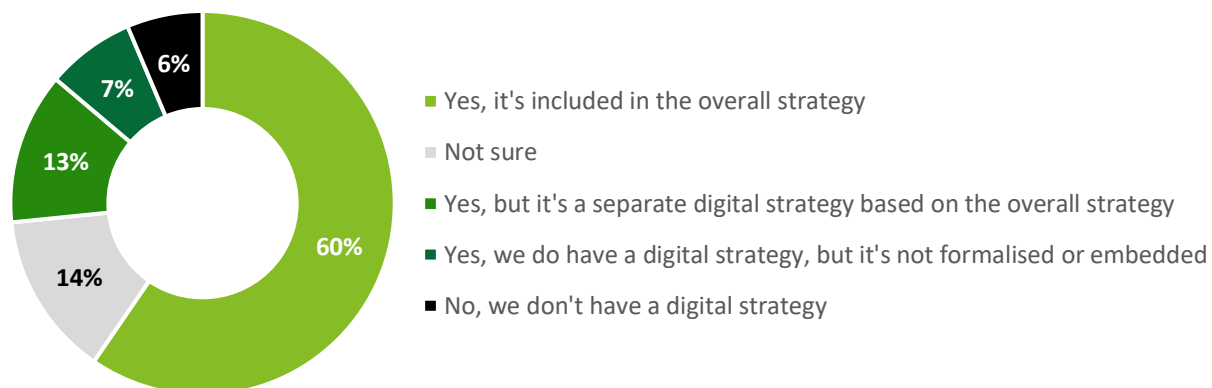 6%
7%
13%
14%
60%
Yes, it's included in the overall strategy
Not sure
Yes, but it's a separate digital strategy based on the overall strategy
Yes, we do have a digital strategy, but it's not formalised or embedded
No, we don't have a digital strategy